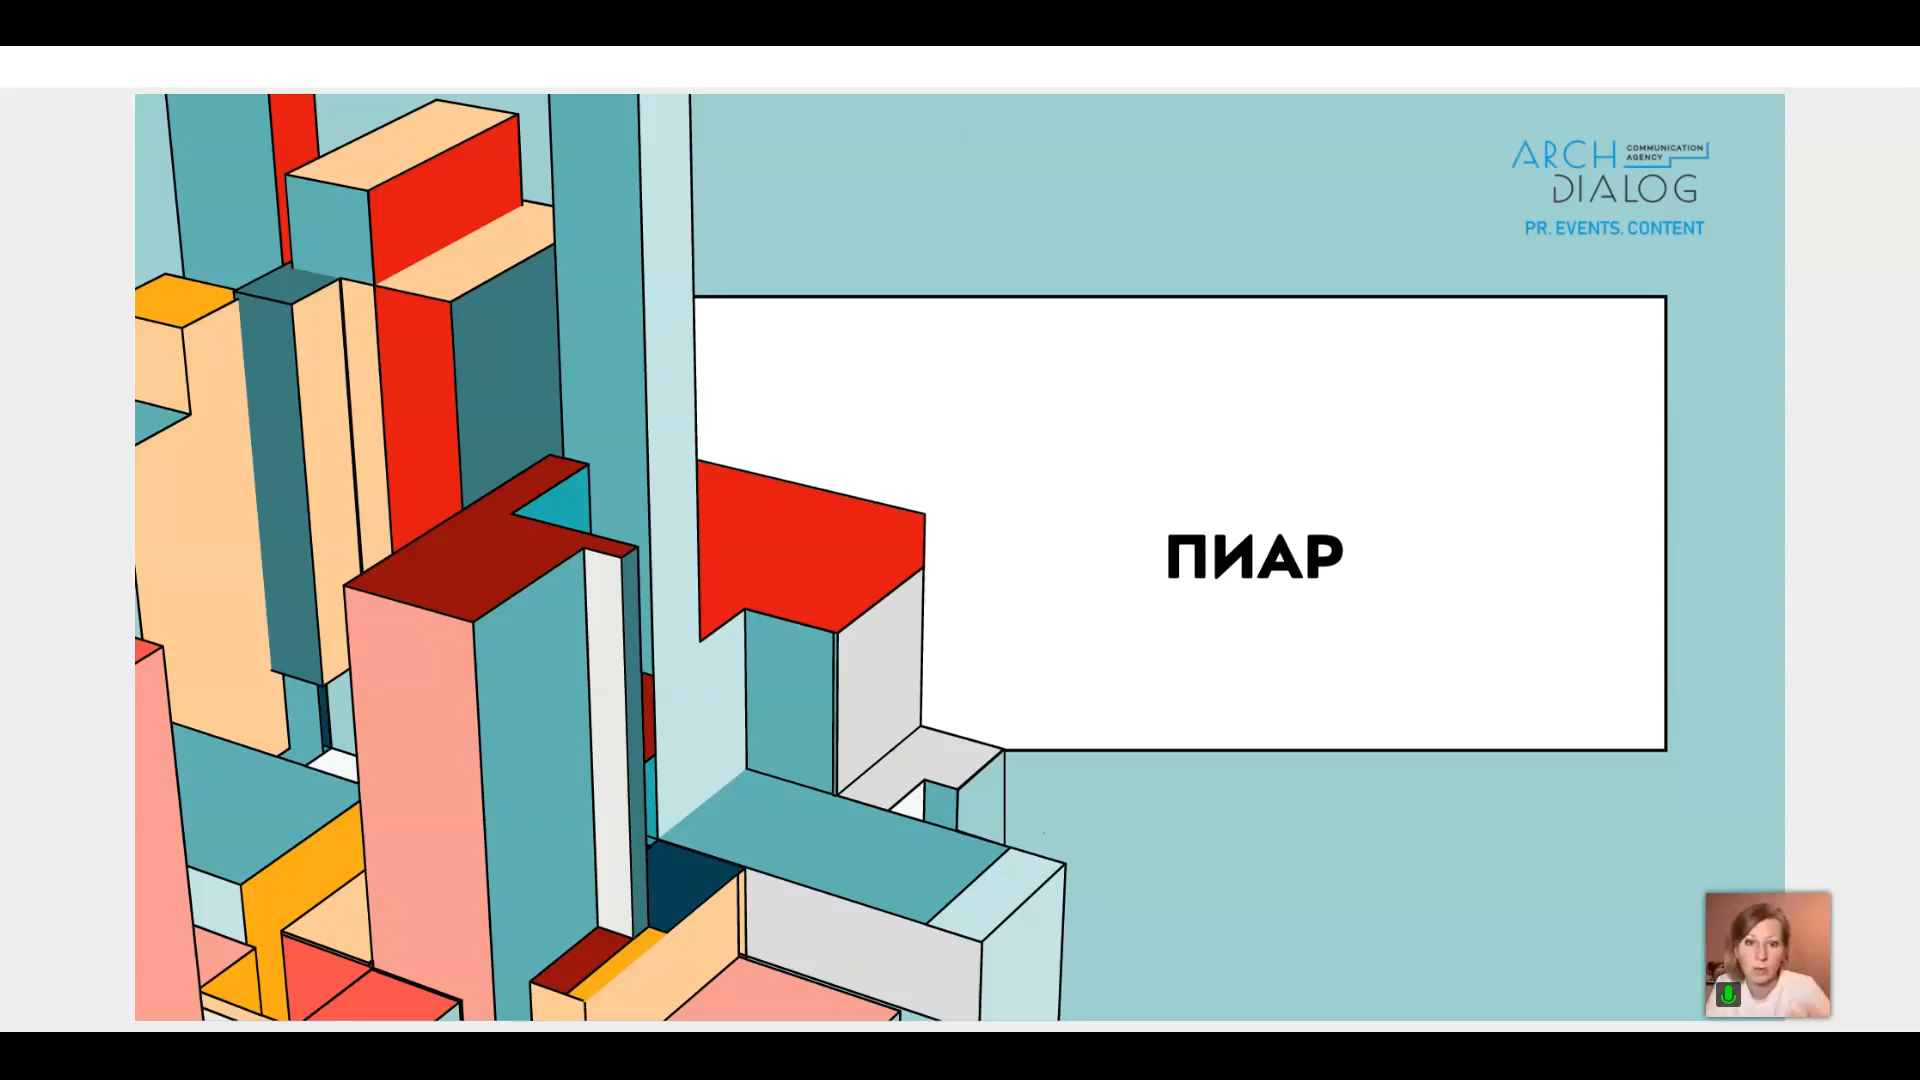 ARCH COMMUNICATION
AGENCY
DIALOG
PR. EVENTS. CONTENT
ПИАР